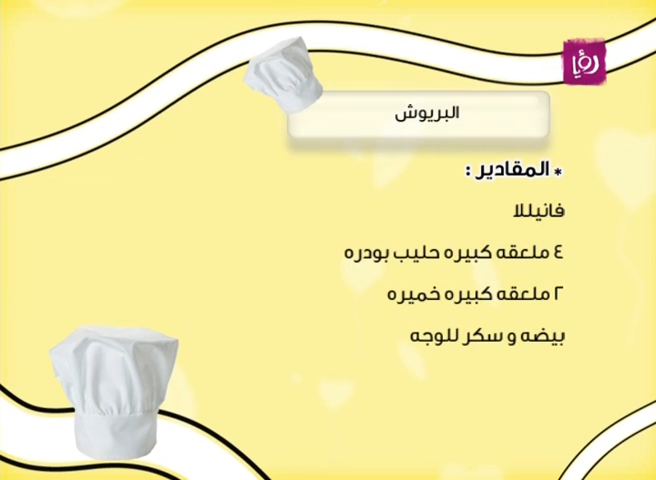 رؤيا
البريوش
* المقادير :
فانيللا
٤ ملعقه كبيره حليب بودره
٢ ملعقه كبيره خميره
بيضه و سكر للوجه